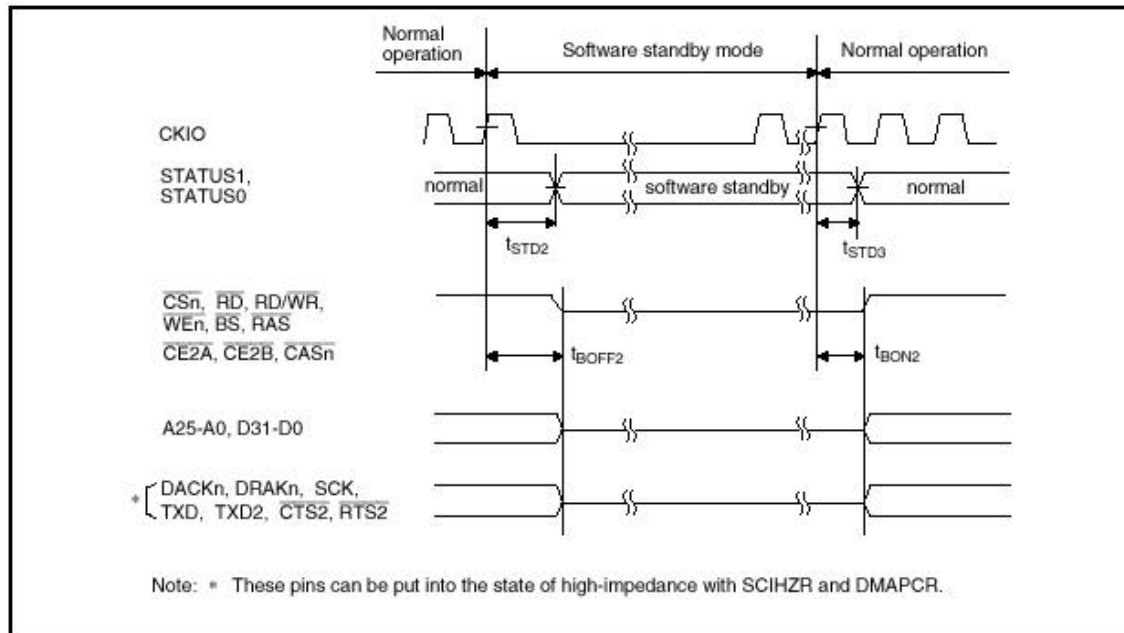 Normal operation
Software standby mode
Normal operation
CKIO
STATUS1,
STATUS0
normal
software standby
normal
tSTD2
tSTD3
CSn, RD, RD/WR,
WEn, BS, RAS
CE2A, CE2B, CASn
tBOFF2
tBON2
A25-A0, D31-D0
* DACKn, DRAKn, SCK,
TXD, TXD2, CTS2, RTS2
Note: * These pins can be put into the state of high-impedance with SCIHZR and DMAPCR.